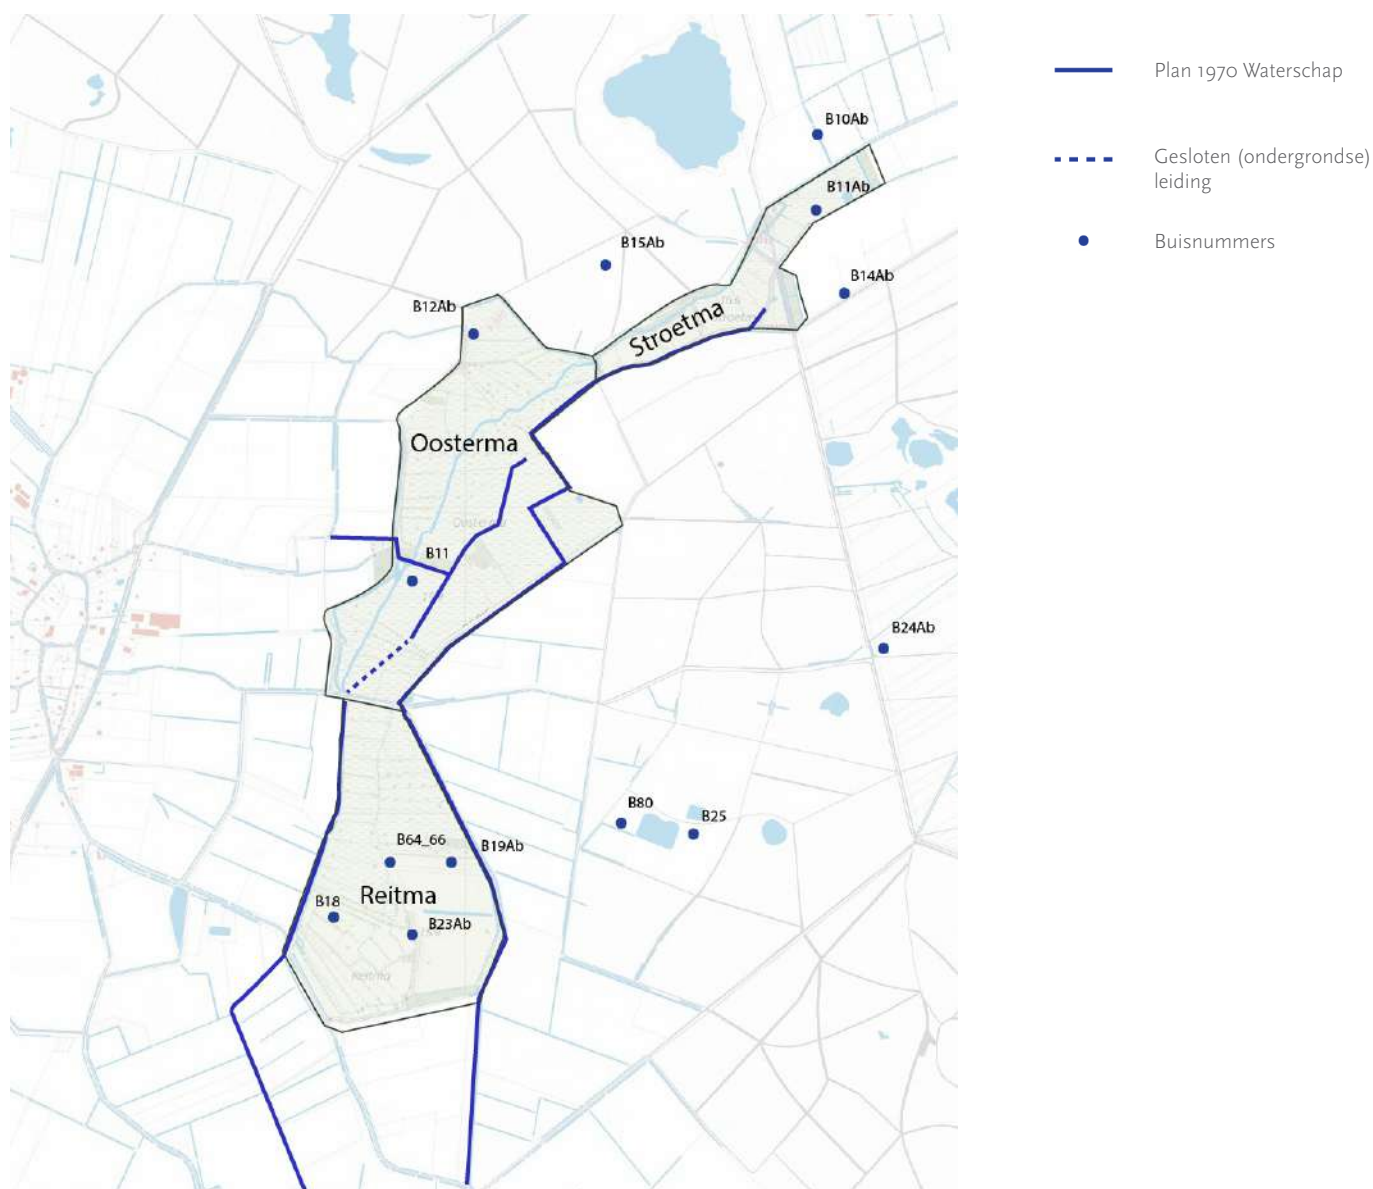 Plan 1970 Waterschap
Gesloten (ondergrondse)
leiding
Buisnummers
B10Ab
B11Ab
B15Ab
B14Ab
B12Ab
Stroetma
Oosterma
B11
B24Ab
B80
B25
B64_66
B19Ab
Reitma
B18
B23Ab
Reitma